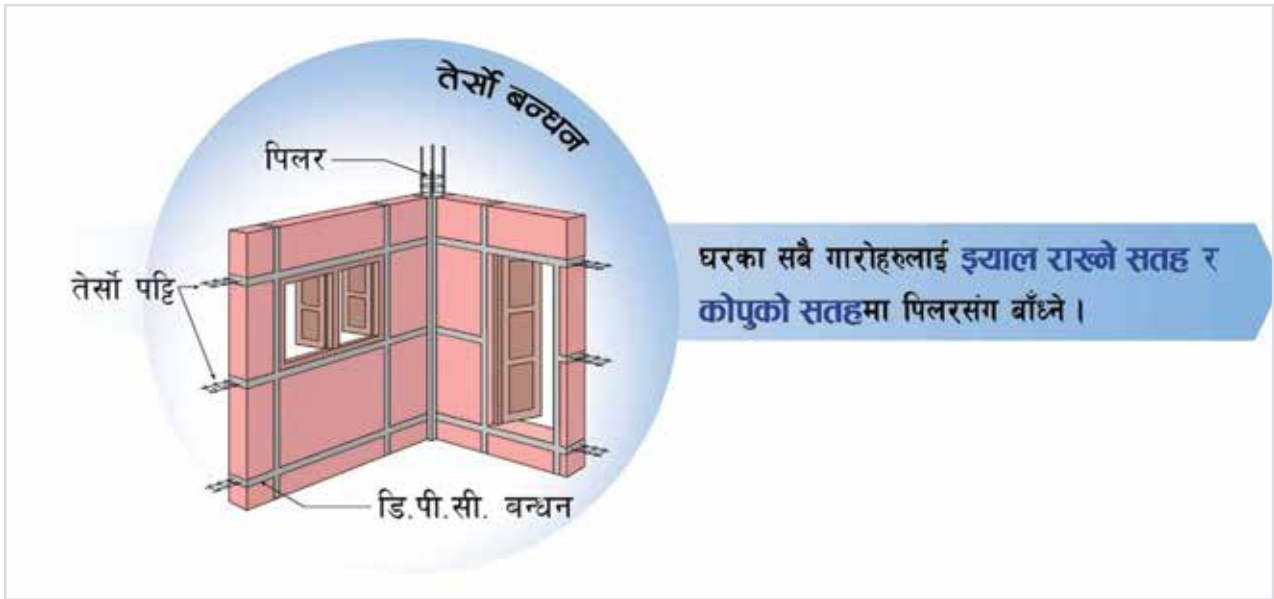 तेर्सो बन्धन
पिलर
तेर्सो पट्टि
डि.पी.सी. बन्धन
घरका सबै गारोहरुलाई झ्याल राख्ने सतह र
कोपुको सतहमा पिलरसंग बाँध्ने ।